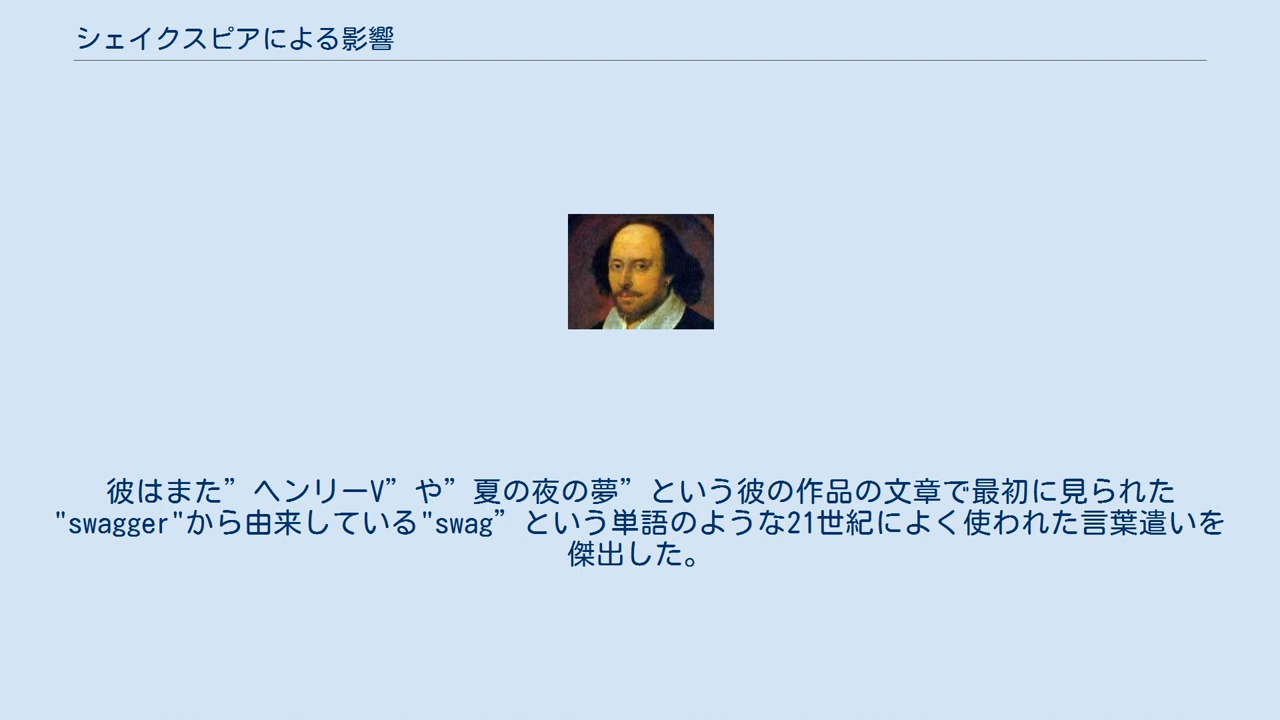 シェイクスピアによる影響
彼はまた”ヘンリーV”や”夏の夜の夢”という彼の作品の文章で最初に見られた
"swagger"から由来している"swag”という単語のような21世紀によく使われた言葉遣いを
傑出した。